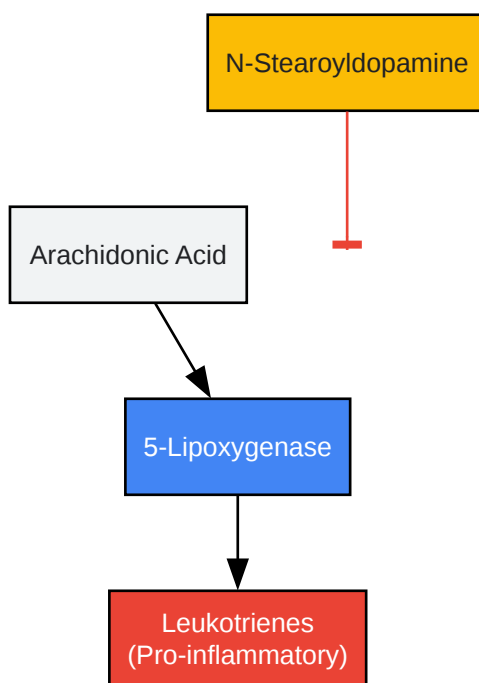 N-Stearoyldopamine
Arachidonic Acid
5-Lipoxygenase
Leukotrienes
(Pro-inflammatory)